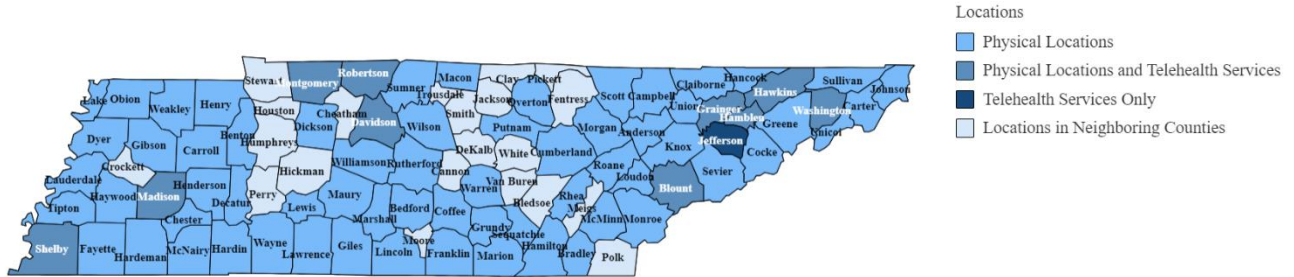 Locations
Physical Locations
Physical Locations and Telehealth Services
Telehealth Services Only
Locations in Neighboring Counties
Stewart
Montgomery
Robertson
Sumner
Macon
Clay
Pickett
Scott
Campbell
Claiborne
Hancock
Hawkins
Sullivan
Johnson
Lake
Obion
Weakley
Henry
Houston
Cheatham
Trousdale
Jackson
Overton
Fentress
Union
Grainger
Hamblen
Washington
Carter
Dyer
Gibson
Carroll
Benton
Humphreys
Dickson
Davidson
Wilson
Smith
Putnam
Morgan
Anderson
Knox
Jefferson
Greene
Unicoi
Crockett
Hickman
Williamson
Rutherford
DeKalb
White
Cumberland
Roane
Loudon
Sevier
Cocke
Lauderdale
Haywood
Madison
Henderson
Decatur
Perry
Lewis
Maury
Cannon
Warren
Van Buren
Bledsoe
Rhea
Meigs
Blount
Tipton
Chester
Marshall
Bedford
Coffee
Grundy
Sequatchie
McMinn
Monroe
Shelby
Fayette
Hardeman
McNairy
Hardin
Wayne
Lawrence
Giles
Lincoln
Moore
Franklin
Marion
Hamilton
Bradley
Polk